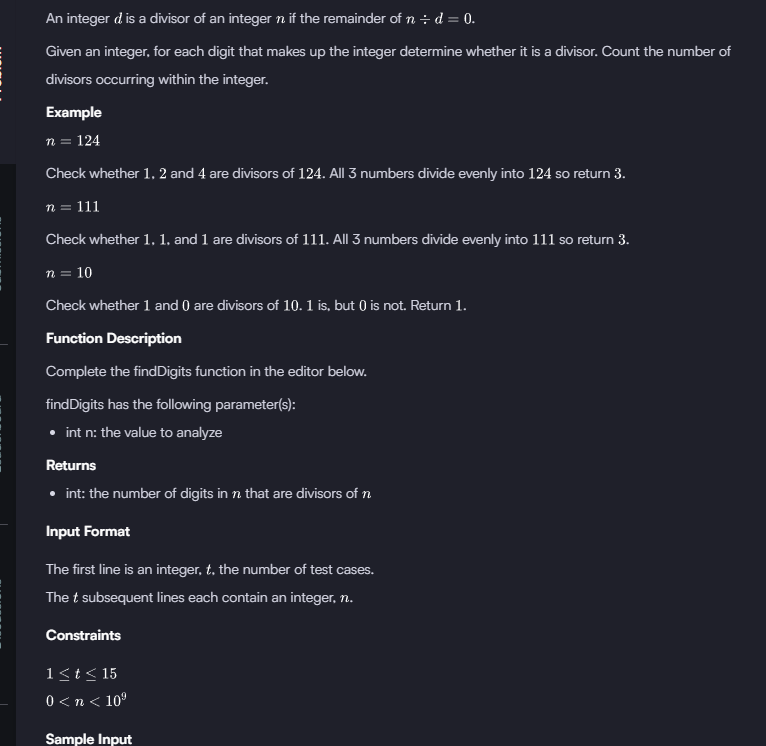 An integer d is a divisor of an integer n if the remainder of n ÷ d = 0.
Given an integer, for each digit that makes up the integer determine whether it is a divisor. Count the number of
divisors occurring within the integer.
Example
n = 124
Check whether 1, 2 and 4 are divisors of 124. All 3 numbers divide evenly into 124 so return 3.
n = 111
Check whether 1, 1, and 1 are divisors of 111. All 3 numbers divide evenly into 111 so return 3.
n = 10
Check whether 1 and 0 are divisors of 10. 1 is, but 0 is not. Return 1.
Function Description
Complete the findDigits function in the editor below.
findDigits has the following parameter(s):
• int n: the value to analyze
Returns
• int: the number of digits in n that are divisors of n
Input Format
The first line is an integer, t, the number of test cases.
The t subsequent lines each contain an integer, n.
Constraints
1 ≤ t ≤ 15
0 < n < 10⁹
Sample Input